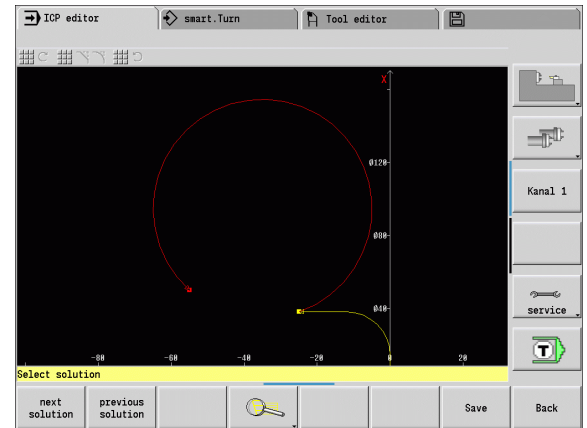 ICP editor
smart.Turn
Tool editor
X
Ø120
Ø80
Ø40
-80
-60
-40
-20
0
20
Kanal 1
service
T
Select solution
next solution
previous solution
Save
Back